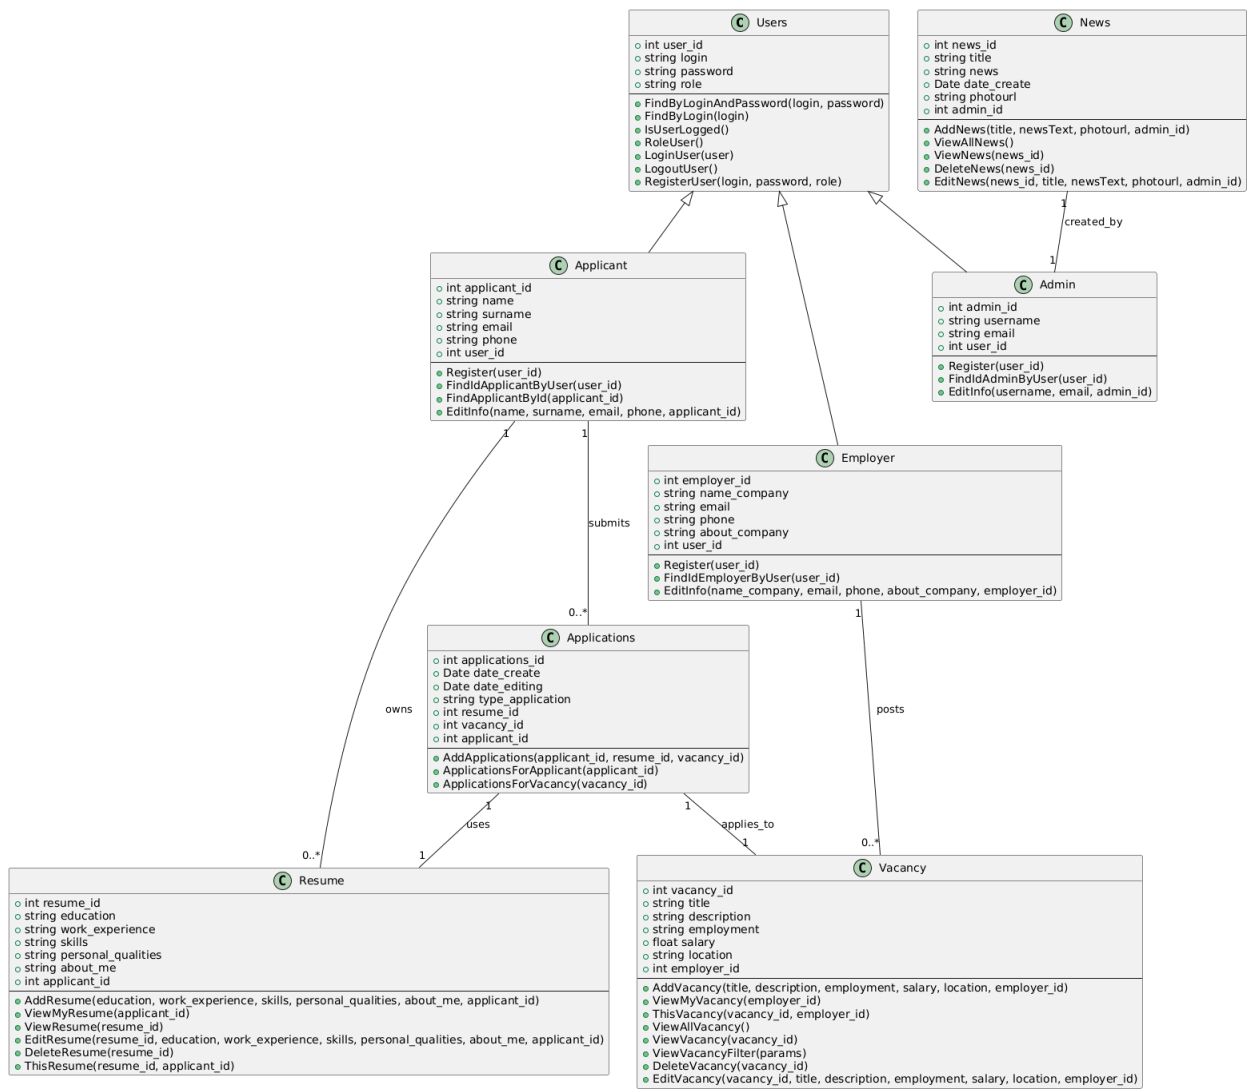 C Users
int user_id
string login
string password
string role
FindByLoginAndPassword(login, password)
FindByLogin(login)
IsUserLogged()
RoleUser()
LoginUser(user)
LogoutUser()
RegisterUser(login, password, role)
C News
int news_id
string title
string news
Date date_create
string photourl
int admin_id
AddNews(title, newsText, photourl, admin_id)
ViewAllNews()
ViewNews(news_id)
DeleteNews(news_id)
EditNews(news_id, title, newsText, photourl, admin_id)
1
created_by
1
C Applicant
int applicant_id
string name
string surname
string email
string phone
int user_id
Register(user_id)
FindIdApplicantByUser(user_id)
FindApplicantById(applicant_id)
EditInfo(name, surname, email, phone, applicant_id)
C Admin
int admin_id
string username
string email
int user_id
Register(user_id)
FindIdAdminByUser(user_id)
EditInfo(username, email, admin_id)
1
1
submits
0..*
C Employer
int employer_id
string name_company
string email
string phone
string about_company
int user_id
Register(user_id)
FindIdEmployerByUser(user_id)
EditInfo(name_company, email, phone, about_company, employer_id)
1
owns
posts
0..*
0..*
C Applications
int applications_id
Date date_create
Date date_editing
string type_application
int resume_id
int vacancy_id
int applicant_id
AddApplications(applicant_id, resume_id, vacancy_id)
ApplicationsForApplicant(applicant_id)
ApplicationsForVacancy(vacancy_id)
1
uses
1
1
applies_to
1
C Resume
int resume_id
string education
string work_experience
string skills
string personal_qualities
string about_me
int applicant_id
AddResume(education, work_experience, skills, personal_qualities, about_me, applicant_id)
ViewMyResume(applicant_id)
ViewResume(resume_id)
EditResume(resume_id, education, work_experience, skills, personal_qualities, about_me, applicant_id)
DeleteResume(resume_id)
ThisResume(resume_id, applicant_id)
C Vacancy
int vacancy_id
string title
string description
string employment
float salary
string location
int employer_id
AddVacancy(title, description, employment, salary, location, employer_id)
ViewMyVacancy(employer_id)
ThisVacancy(vacancy_id, employer_id)
ViewAllVacancy()
ViewVacancy(vacancy_id)
ViewVacancyFilter(params)
DeleteVacancy(vacancy_id)
EditVacancy(vacancy_id, title, description, employment, salary, location, employer_id)